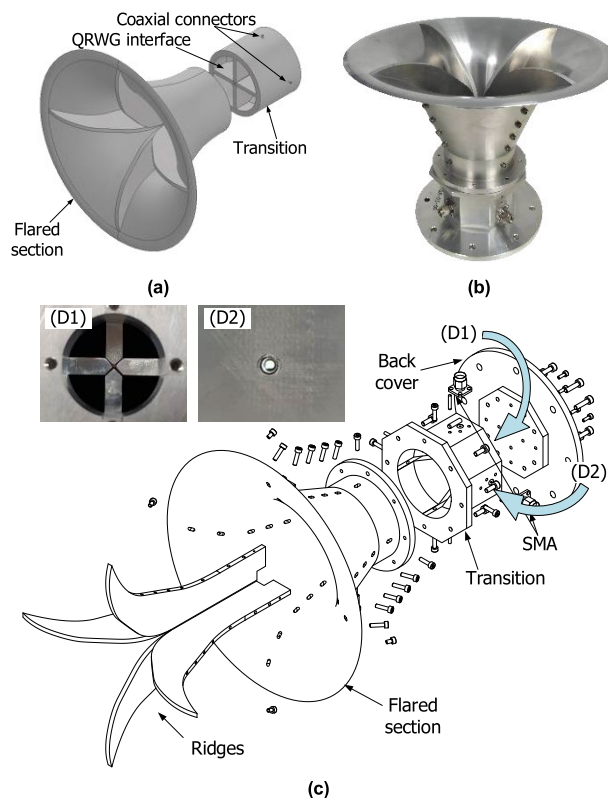 Coaxial connectors
QRWG interface
Transition
Flared
section
(a)
(b)
(D1)
(D2)
(D1)
Back
cover
(D2)
SMA
Transition
Flared
section
Ridges
(c)